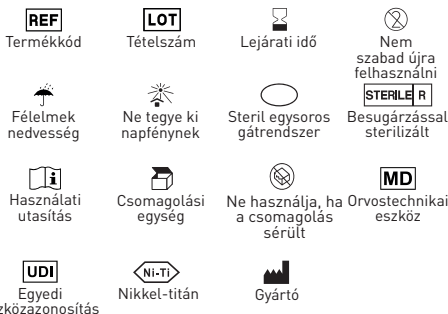 REF
LOT
2
Termékkód
Tételszám
Lejárati idő
Nem
szabad újra
felhasználni
STERILE R
Félelmek
nedvesség
Ne tegye ki
napfénynek
Steril egysoros
gátrendszer
Besugárzással
sterilizált
i
MD
Használati
utasítás
Csomagolási
egység
Ne használja, ha
a csomagolás
sérült
Orvostechnikai
eszköz
UDI
Ni-Ti
Egyedi
zközazonosítás
Nikkel-titán
Gyártó